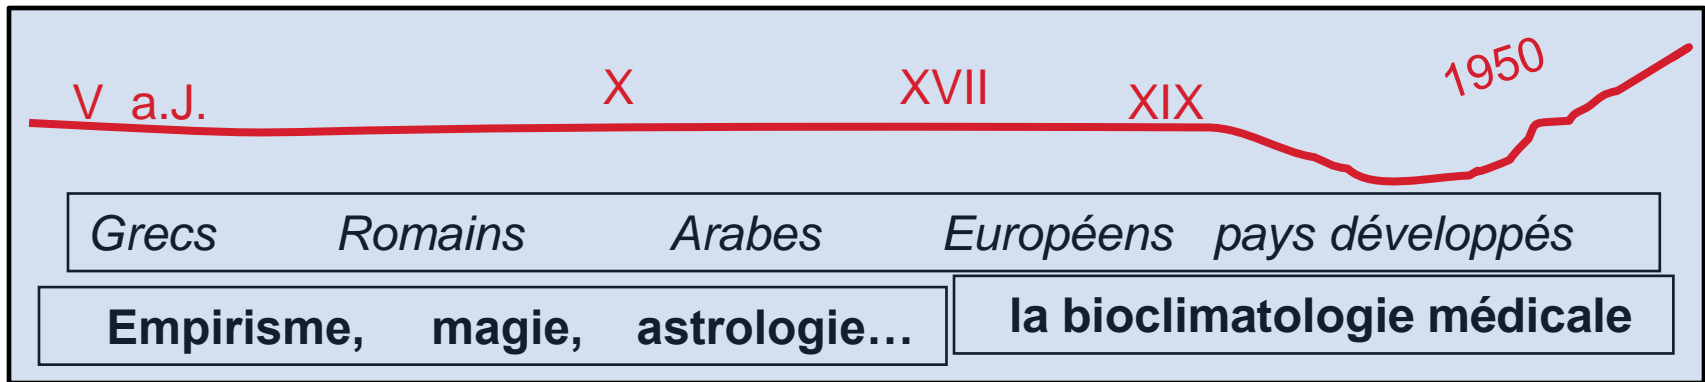 V a.J. X XVII XIX 1950
Grecs Romains Arabes Européens pays développés
Empirisme, magie, astrologie… la bioclimatologie médicale